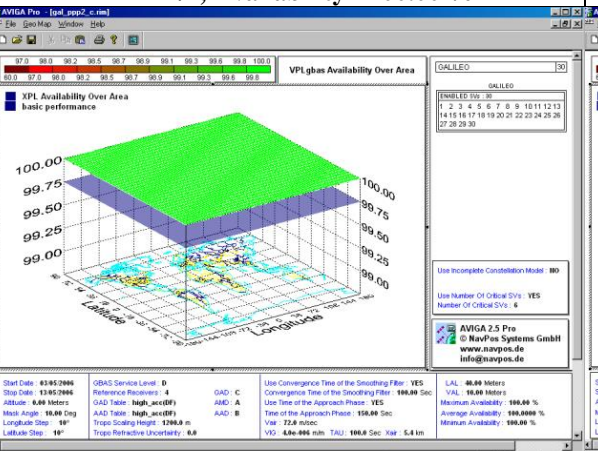 AVIGA Pro - [gal_ppp2_c.rim]
File Geo Map Window Help
97.0 98.0 98.2 98.5 98.7 98.9 99.1 99.3 99.6 99.8 100.0
60.0 97.0 98.0 98.2 98.5 98.7 98.9 99.1 99.3 99.6 99.8
VPLgbas Availability Over Area
GALILEO 30
XPL Availability Over Area
basic performance
GALILEO
ENABLED SVs : 30
1 2 3 4 5 6 7 8 9 10 11 12 13
14 15 16 17 18 19 20 21 22 23 24 25 26
27 28 29 30
100.00
99.75
99.50
99.25
99.00
100.00
99.75
99.50
99.25
99.00
Latitude
Longitude
Use Incomplete Constellation Model : NO
Use Number Of Critical SVs : YES
Number Of Critical SVs : 6
AVIGA 2.5 Pro
© NavPos Systems GmbH
www.navpos.de
info@navpos.de
Start Date : 03/05/2006
Stop Date : 13/05/2006
Altitude : 0.00 Meters
Mask Angle : 10.00 Deg
Longitude Step : 10°
Latitude Step : 10°
GBAS Service Level : D
Reference Receivers : 4 GAD : C
GAD Table : high_acc(DF) AMD : A
AAD Table : high_acc(DF) AAD : B
Tropo Scaling Height : 1200.0 m
Tropo Refractive Uncertainty : 0.0
Use Convergence Time of the Smoothing Filter : YES
Convergence Time of the Smoothing Filter : 100.00 Sec
Use Time of the Approach Phase : YES
Time of the Approach Phase : 150.00 Sec
Vair : 72.0 m/sec
VIG 4.0e-006 m/m TAU : 100.0 Sec Xair : 5.4 km
LAL : 40.00 Meters
VAL : 10.00 Meters
Maximum Availability : 100.00 %
Average Availability : 100.0000 %
Minimum Availability : 100.00 %